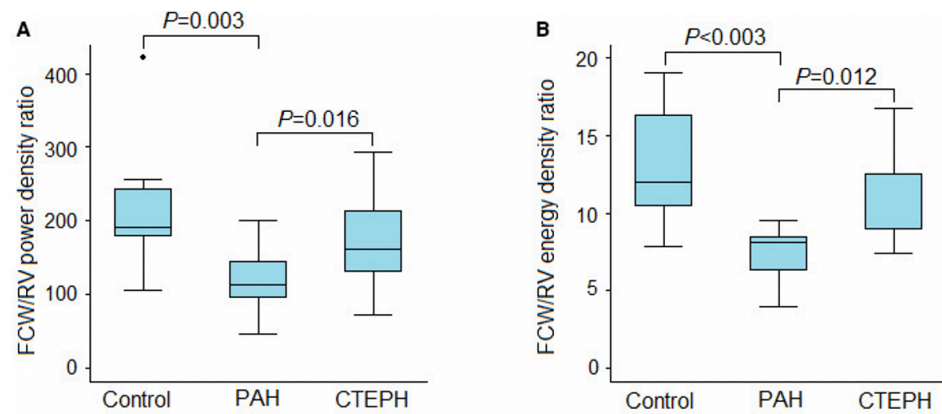 A
P=0.003
P=0.016
FCW/RV power density ratio
400
300
200
100
0
Control PAH CTEPH
B
P<0.003
P=0.012
FCW/RV energy density ratio
20
15
10
5
0
Control PAH CTEPH